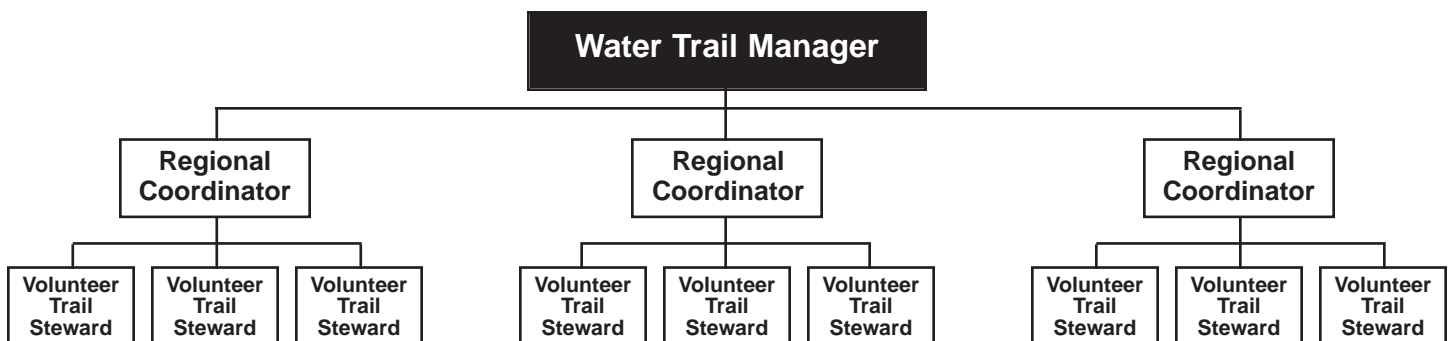 Water Trail Manager
Regional
Coordinator
Regional
Coordinator
Regional
Coordinator
Volunteer
Trail
Steward
Volunteer
Trail
Steward
Volunteer
Trail
Steward
Volunteer
Trail
Steward
Volunteer
Trail
Steward
Volunteer
Trail
Steward
Volunteer
Trail
Steward
Volunteer
Trail
Steward
Volunteer
Trail
Steward